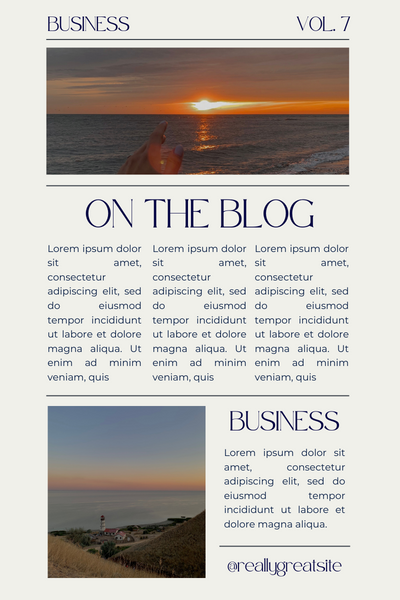 BUSINESS
VOL. 7
ON THE BLOG
Lorem ipsum dolor
sit amet,
consectetur
adipiscing elit, sed
do eiusmod
tempor incididunt
ut labore et dolore
magna aliqua. Ut
enim ad minim
veniam, quis
Lorem ipsum dolor
sit amet,
consectetur
adipiscing elit, sed
do eiusmod
tempor incididunt
ut labore et dolore
magna aliqua. Ut
enim ad minim
veniam, quis
Lorem ipsum dolor
sit amet,
consectetur
adipiscing elit, sed
do eiusmod
tempor incididunt
ut labore et dolore
magna aliqua. Ut
enim ad minim
veniam, quis
BUSINESS
Lorem ipsum dolor sit
amet, consectetur
adipiscing elit, sed do
eiusmod tempor
incididunt ut labore et
dolore magna aliqua.
@reallygreatsite